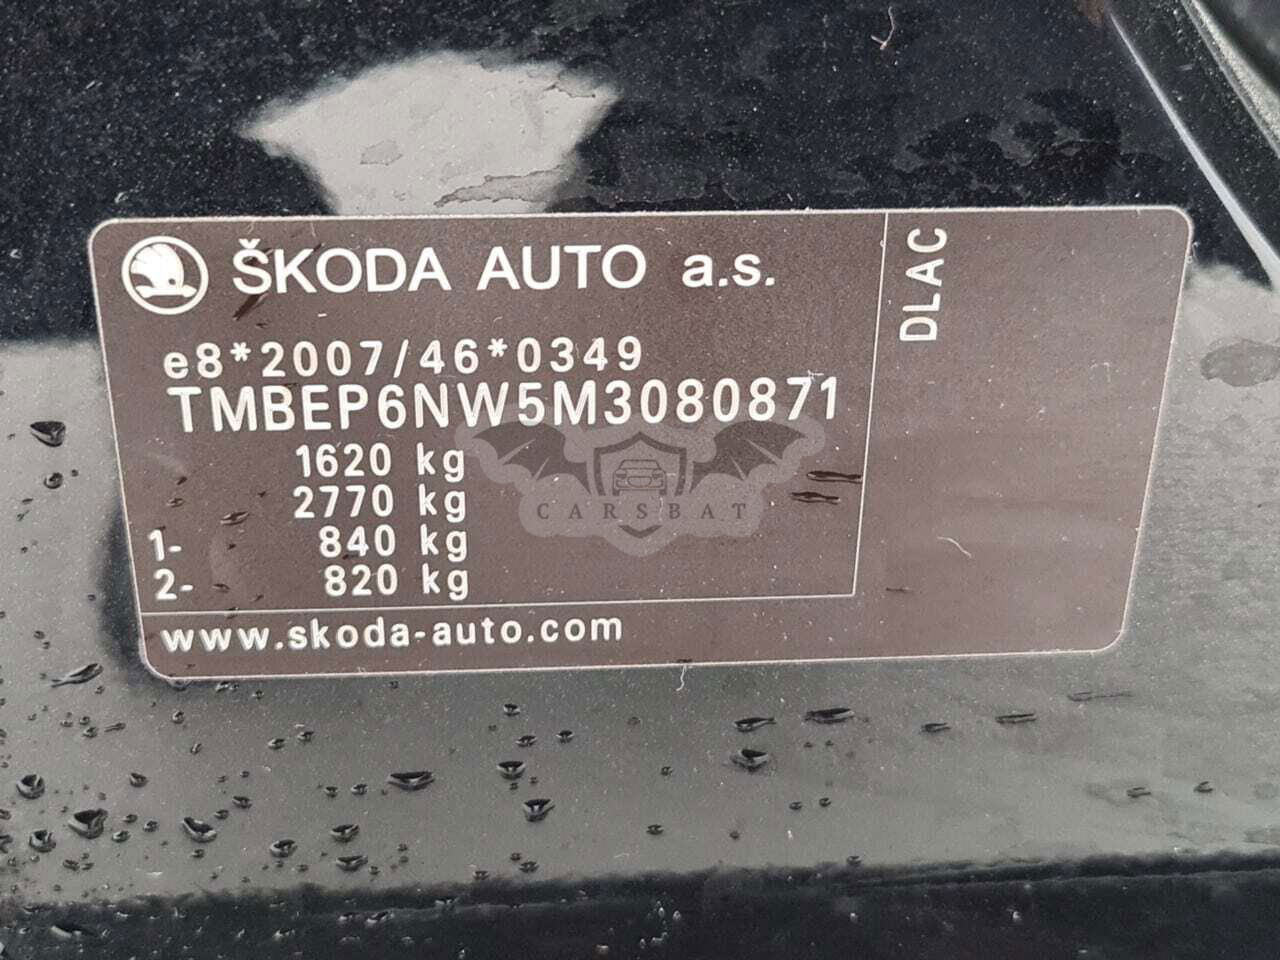 ŠKODA AUTO a.s.
DLAC
e8*2007/46*0349
TMBEP6NW5M3080871
1620 kg
2770 kg
1- 840 kg
2- 820 kg
www.skoda-auto.com
CARSBAT